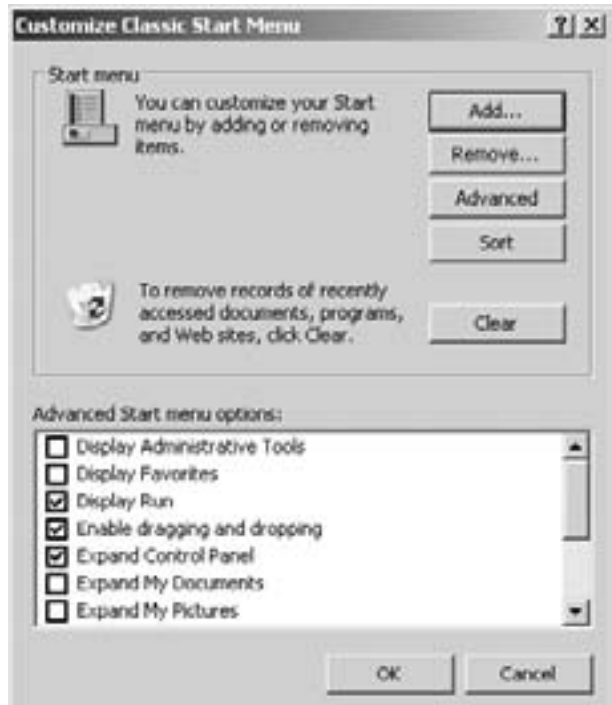 Customize Classic Start Menu
Start menu
You can customize your Start
menu by adding or removing
items.
Add...
Remove...
Advanced
Sort
To remove records of recently
accessed documents, programs,
and Web sites, click Clear.
Clear
Advanced Start menu options:
Display Administrative Tools
Display Favorites
Display Run
Enable dragging and dropping
Expand Control Panel
Expand My Documents
Expand My Pictures
OK
Cancel